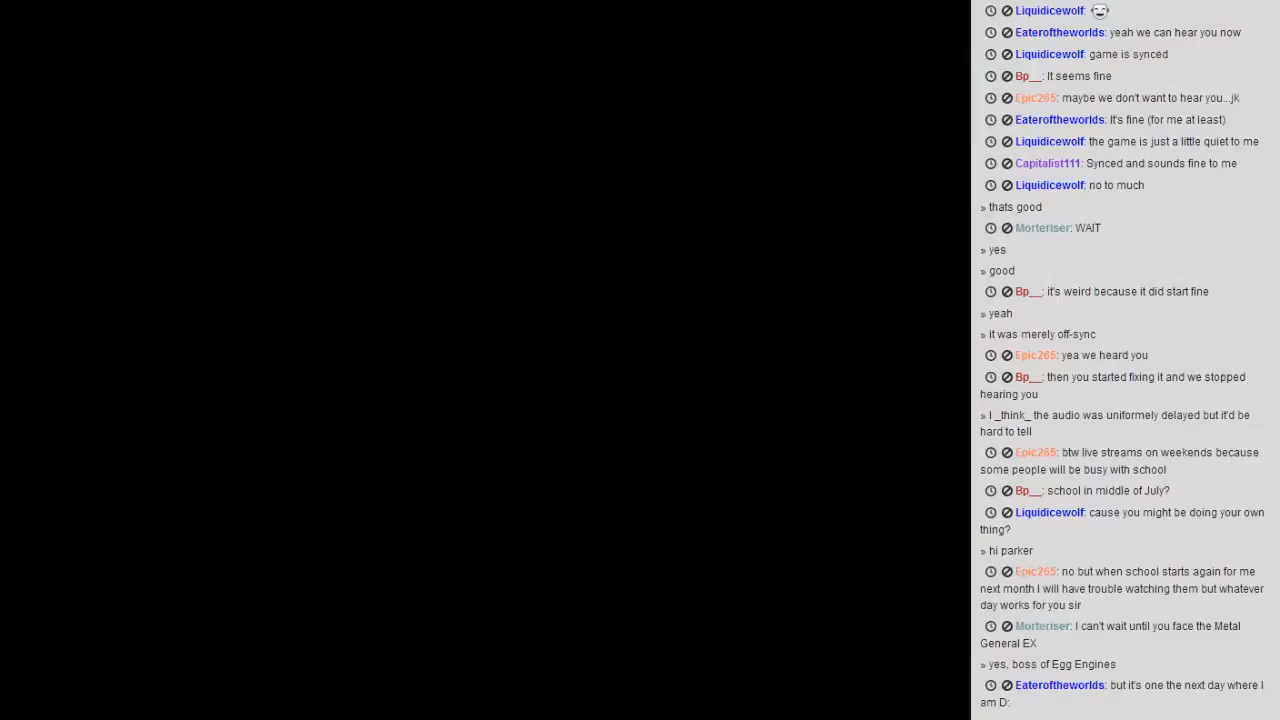 Liquidicewolf:
Eateroftheworlds: yeah we can hear you now
Liquidicewolf: game is synced
Bp__: It seems fine
Epic265: maybe we don't want to hear you...jk
Eateroftheworlds: It's fine (for me at least)
Liquidicewolf: the game is just a little quiet to me
Capitalist111: Synced and sounds fine to me
Liquidicewolf: no to much
» thats good
Morteriser: WAIT
» yes
» good
Bp__: it's weird because it did start fine
» yeah
» it was merely off-sync
Epic265: yea we heard you
Bp__: then you started fixing it and we stopped
hearing you
» I _think_ the audio was uniformely delayed but it'd be
hard to tell
Epic265: btw live streams on weekends because
some people will be busy with school
Bp__: school in middle of July?
Liquidicewolf: cause you might be doing your own
thing?
» hi parker
Epic265: no but when school starts again for me
next month I will have trouble watching them but whatever
day works for you sir
Morteriser: I can't wait until you face the Metal
General EX
» yes, boss of Egg Engines
Eateroftheworlds: but it's one the next day where I
am D: